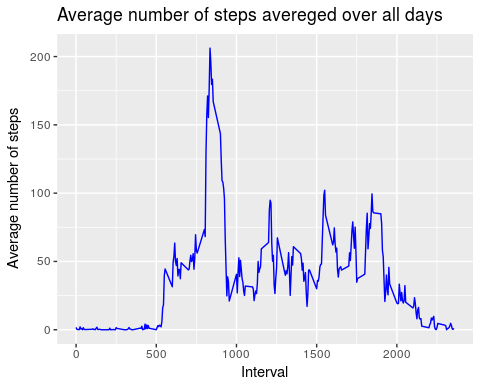 Average number of steps avereged over all days
Average number of steps
200
150
100
50
0
0 500 1000 1500 2000
Interval